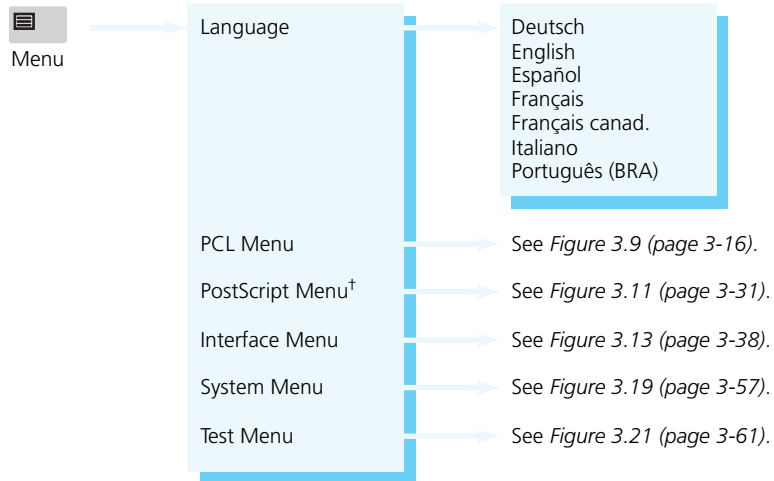 Menu
Language
Deutsch
English
Español
Français
Français canad.
Italiano
Português (BRA)
PCL Menu See Figure 3.9 (page 3-16).
PostScript Menu† See Figure 3.11 (page 3-31).
Interface Menu See Figure 3.13 (page 3-38).
System Menu See Figure 3.19 (page 3-57).
Test Menu See Figure 3.21 (page 3-61).